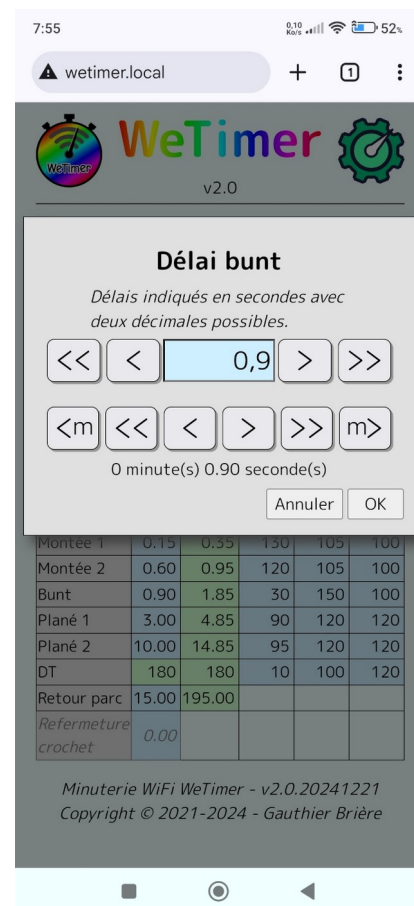 7:55 0,10 Ko/s 52%
wetimer.local 1
WeTimer WeTimer
v2.0
Délai bunt
Délais indiqués en secondes avec
deux décimales possibles.
<< < 0,9 > >>
<m << < > >> m>
0 minute(s) 0.90 seconde(s)
Annuler OK
Montée 1 0.15 0.35 130 105 100
Montée 2 0.60 0.95 120 105 100
Bunt 0.90 1.85 30 150 100
Plané 1 3.00 4.85 90 120 120
Plané 2 10.00 14.85 95 120 120
DT 180 180 10 100 120
Retour parc 15.00 195.00
Refermeture
crochet 0.00
Minuterie WiFi WeTimer - v2.0.20241221
Copyright © 2021-2024 - Gauthier Brière